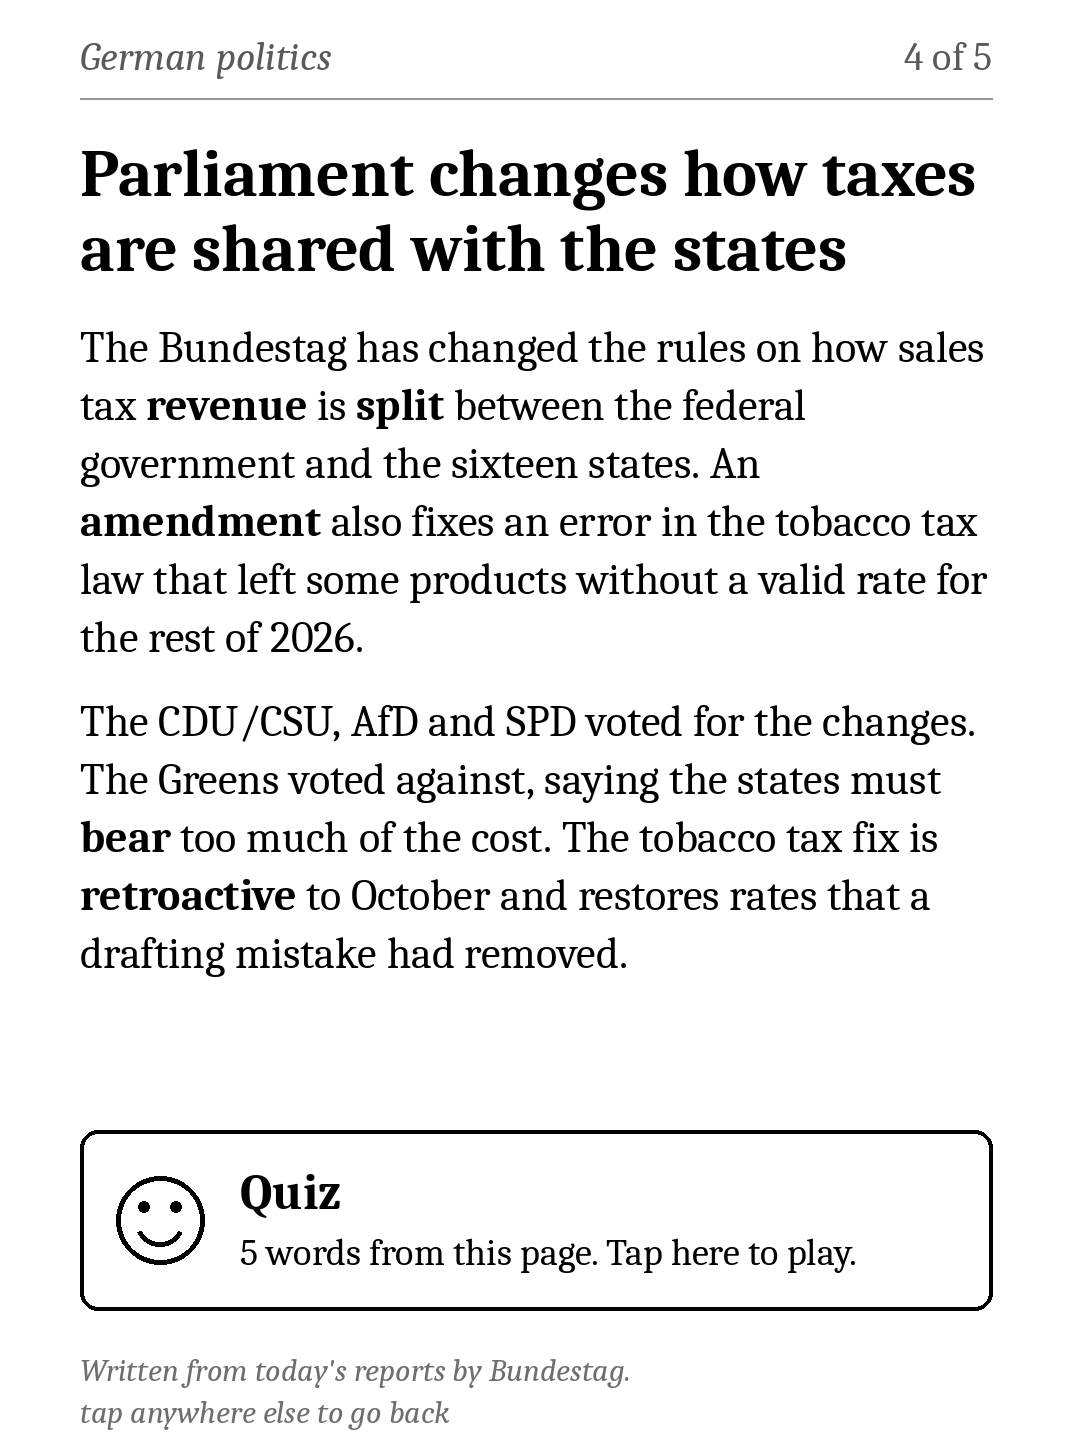 German politics
4 of 5
Parliament changes how taxes
are shared with the states
The Bundestag has changed the rules on how sales
tax revenue is split between the federal
government and the sixteen states. An
amendment also fixes an error in the tobacco tax
law that left some products without a valid rate for
the rest of 2026.
The CDU/CSU, AfD and SPD voted for the changes.
The Greens voted against, saying the states must
bear too much of the cost. The tobacco tax fix is
retroactive to October and restores rates that a
drafting mistake had removed.
Quiz
5 words from this page. Tap here to play.
Written from today's reports by Bundestag.
tap anywhere else to go back